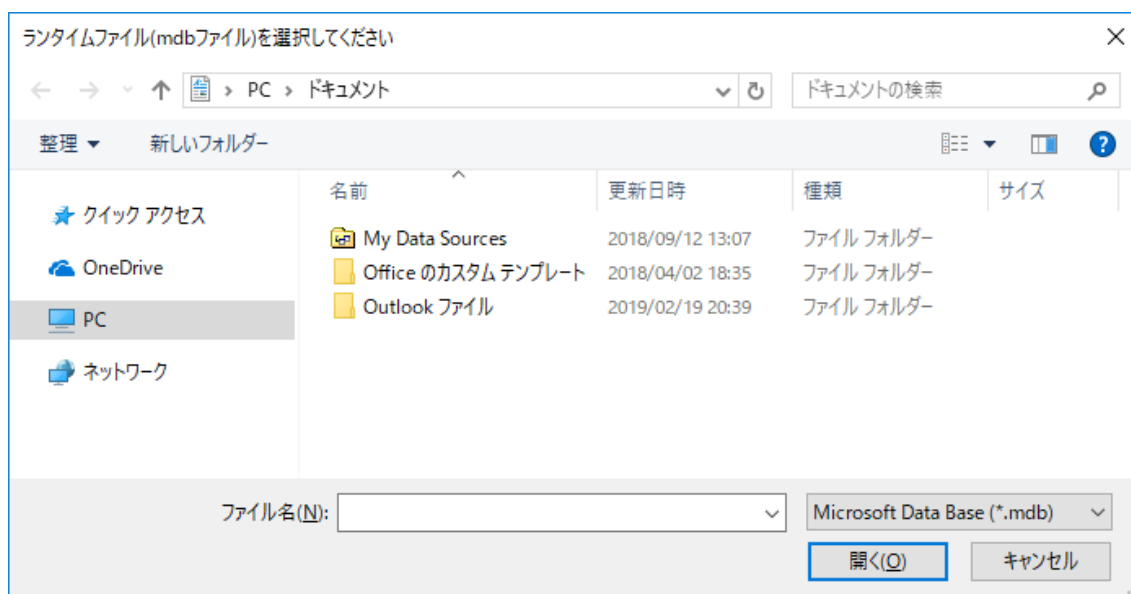 ランタイムファイル(mdbファイル)を選択してください
PC › ドキュメント
ドキュメントの検索
整理 新しいフォルダー
名前 更新日時 種類 サイズ
クイック アクセス
OneDrive
PC
ネットワーク
My Data Sources 2018/09/12 13:07 ファイル フォルダー
Office のカスタム テンプレート 2018/04/02 18:35 ファイル フォルダー
Outlook ファイル 2019/02/19 20:39 ファイル フォルダー
ファイル名(N):
Microsoft Data Base (*.mdb)
開く(O) キャンセル